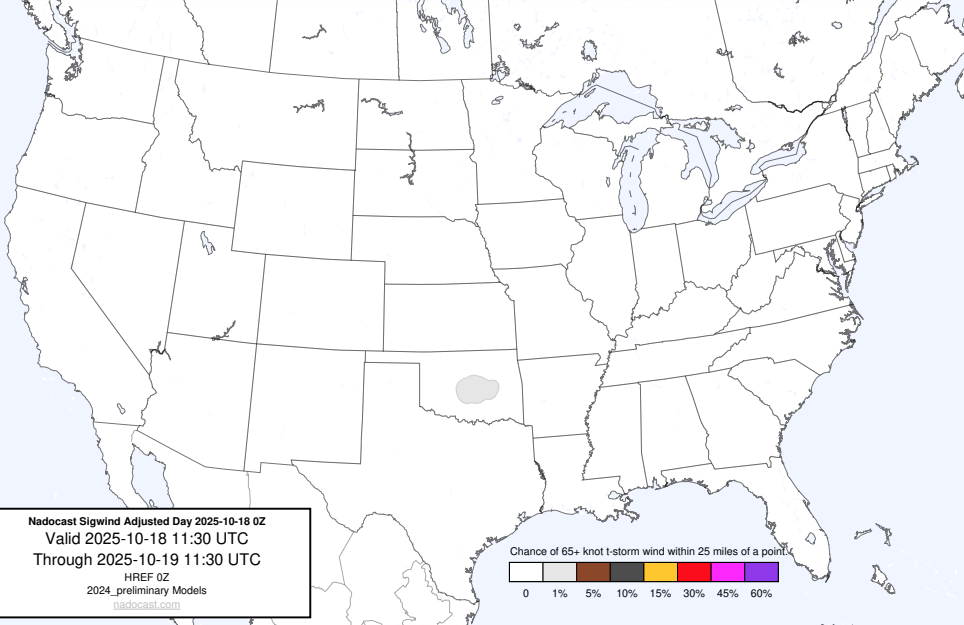 Nadocast Sigwind Adjusted Day 2025-10-18 0Z
Valid 2025-10-18 11:30 UTC
Through 2025-10-19 11:30 UTC
HREF 0Z
2024_preliminary Models
nadocast.com
Chance of 65+ knot t-storm wind within 25 miles of a point.
0 1% 5% 10% 15% 30% 45% 60%